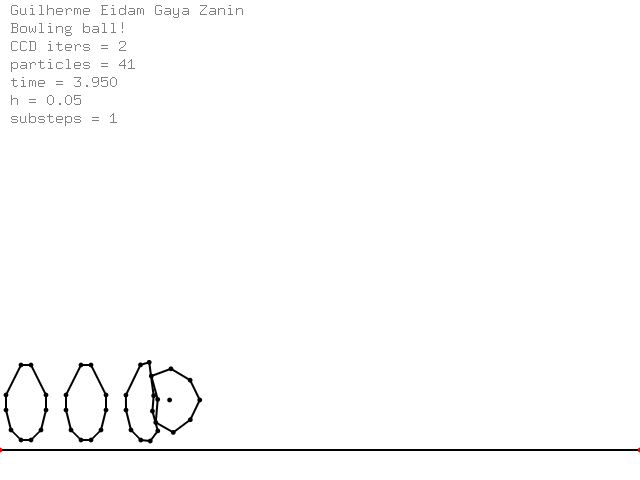 Guilherme Eidam Gaya Zanin
Bowling ball!
CCD iters = 2
particles = 41
time = 3.950
h = 0.05
substeps = 1